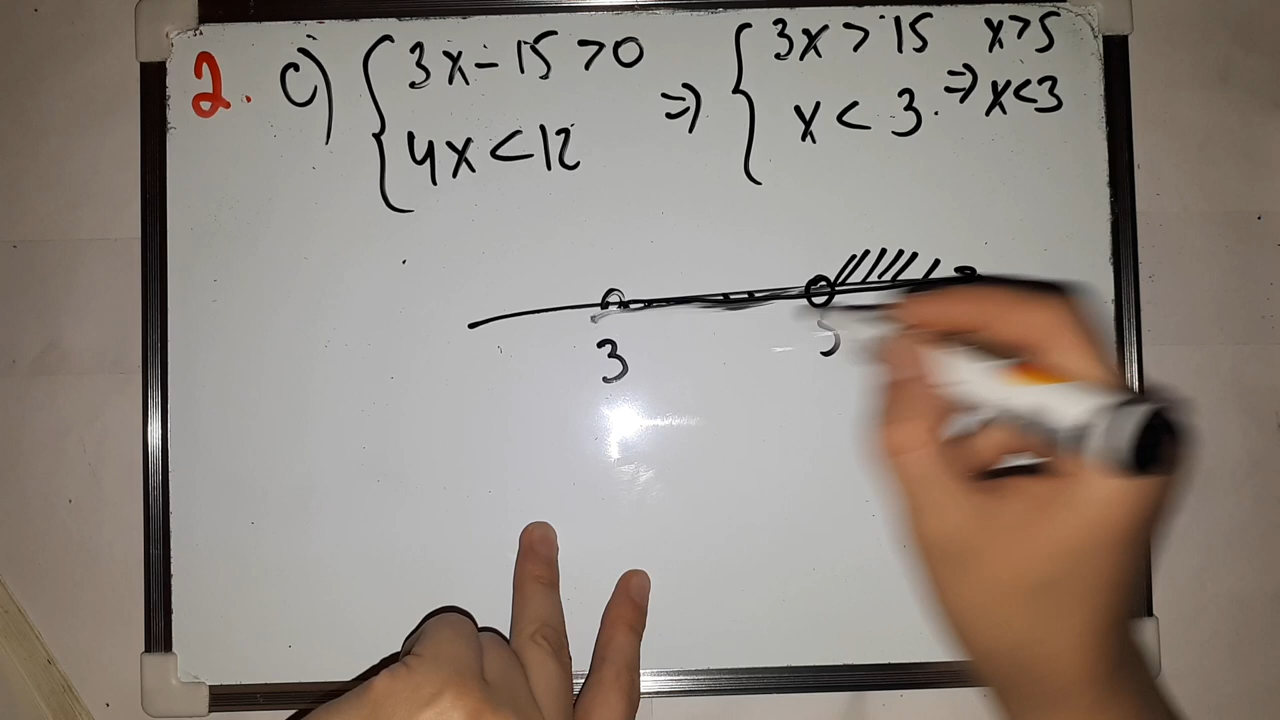 2. c) { 3x - 15 > 0 => { 3x > 15 x > 5
4x < 12 x < 3. => x < 3
3